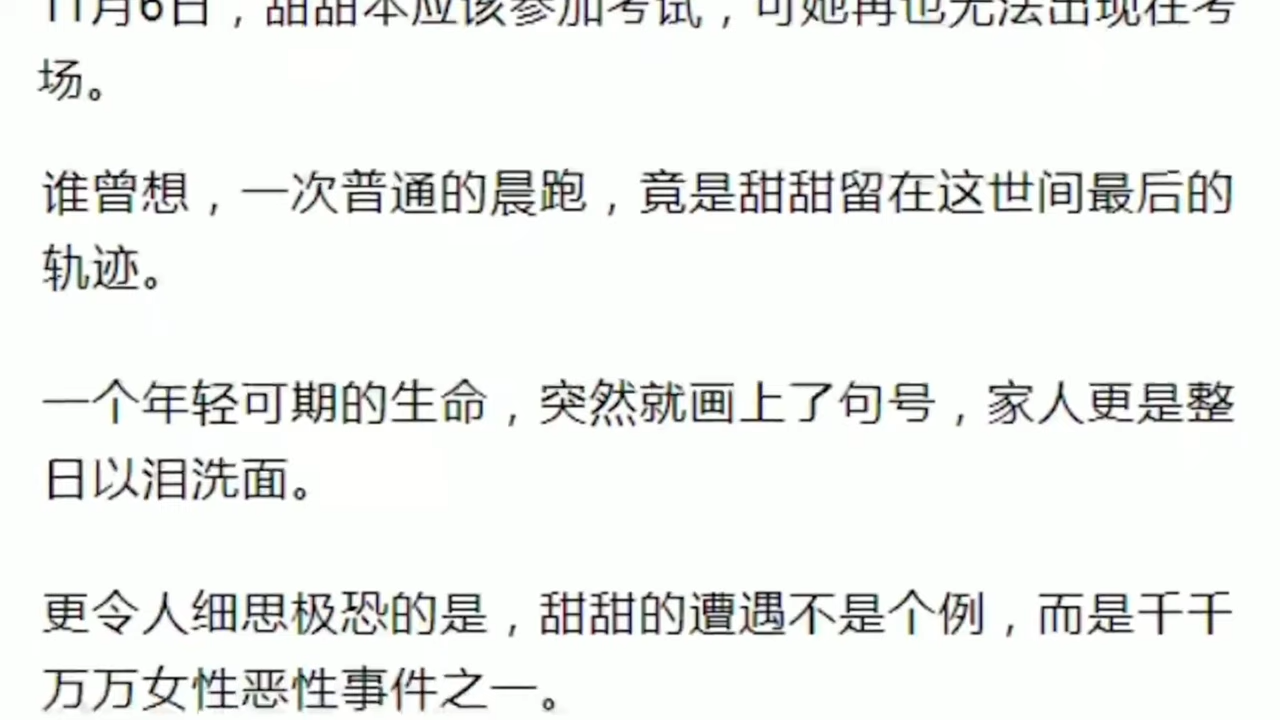 11月6日，甜甜本应该参加考试，可她再也无法出现在考
场。
谁曾想，一次普通的晨跑，竟是甜甜留在这世间最后的
轨迹。
一个年轻可期的生命，突然就画上了句号，家人更是整
日以泪洗面。
更令人细思极恐的是，甜甜的遭遇不是个例，而是千千
万万女性恶性事件之一。